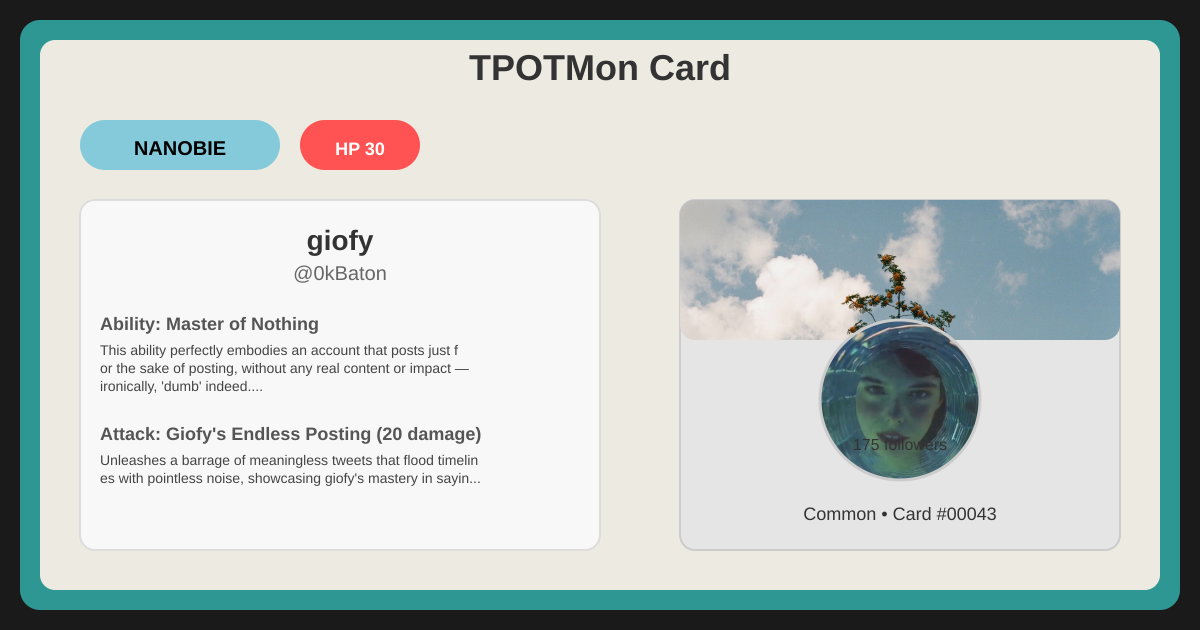 TPOTMon Card
NANOBIE
HP 30
giofy
@0kBaton
Ability: Master of Nothing
This ability perfectly embodies an account that posts just f
or the sake of posting, without any real content or impact —
ironically, 'dumb' indeed....
Attack: Giofy's Endless Posting (20 damage)
Unleashes a barrage of meaningless tweets that flood timelin
es with pointless noise, showcasing giofy's mastery in sayin...
175 followers
Common • Card #00043